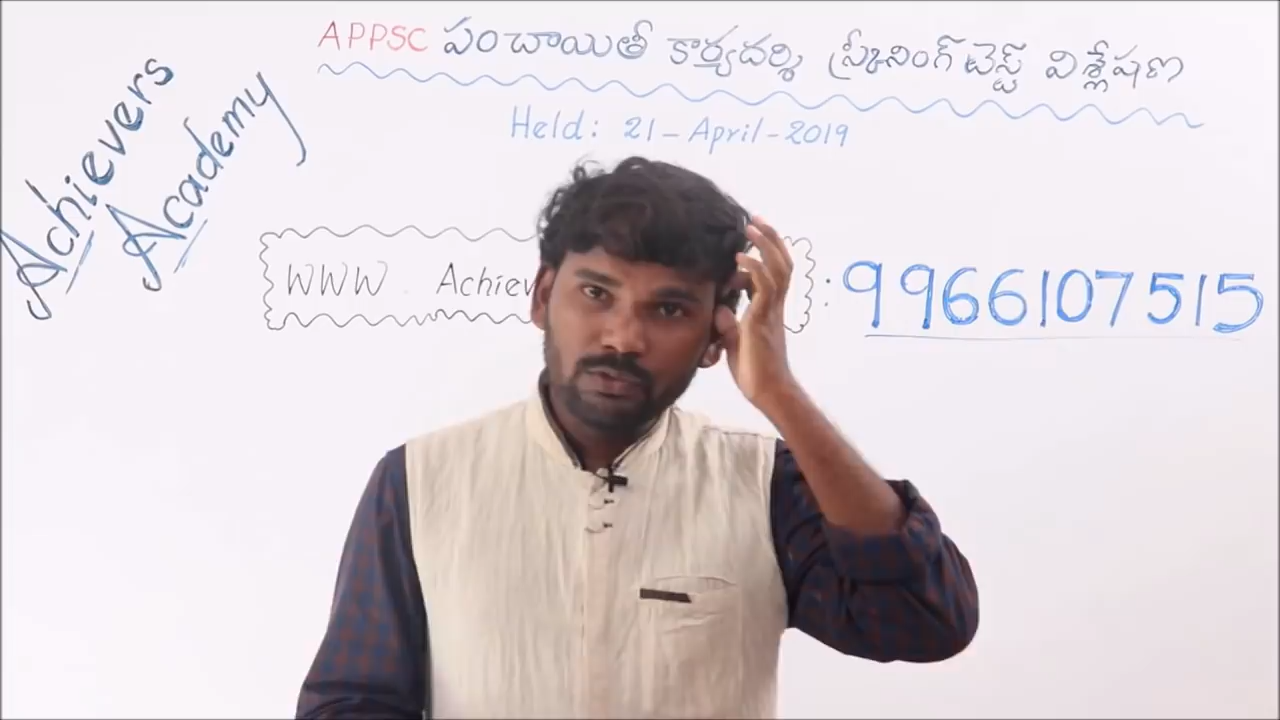 APPSC పంచాయితీ కార్యదర్శి స్క్రీనింగ్ టెస్ట్ విశ్లేషణ
Held: 21-April-2019
Achievers
Academy
WWW. Achiev
: 9966107515